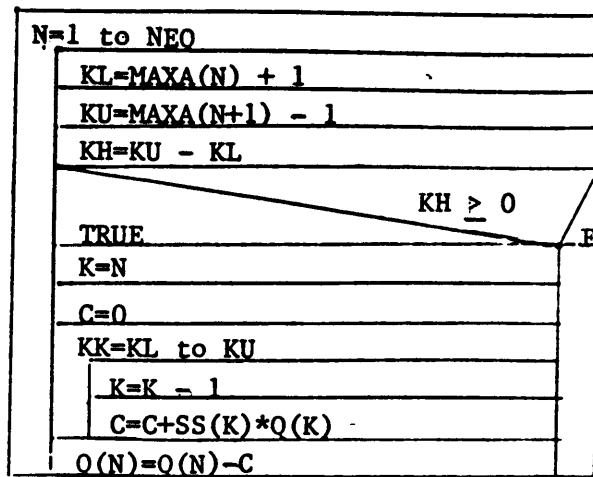 N=1 to NEQ
KL=MAXA(N) + 1
KU=MAXA(N+1) - 1
KH=KU - KL
KH ≥ 0
TRUE
K=N
C=0
KK=KL to KU
K=K - 1
C=C+SS(K)*Q(K)
Q(N)=Q(N)-C